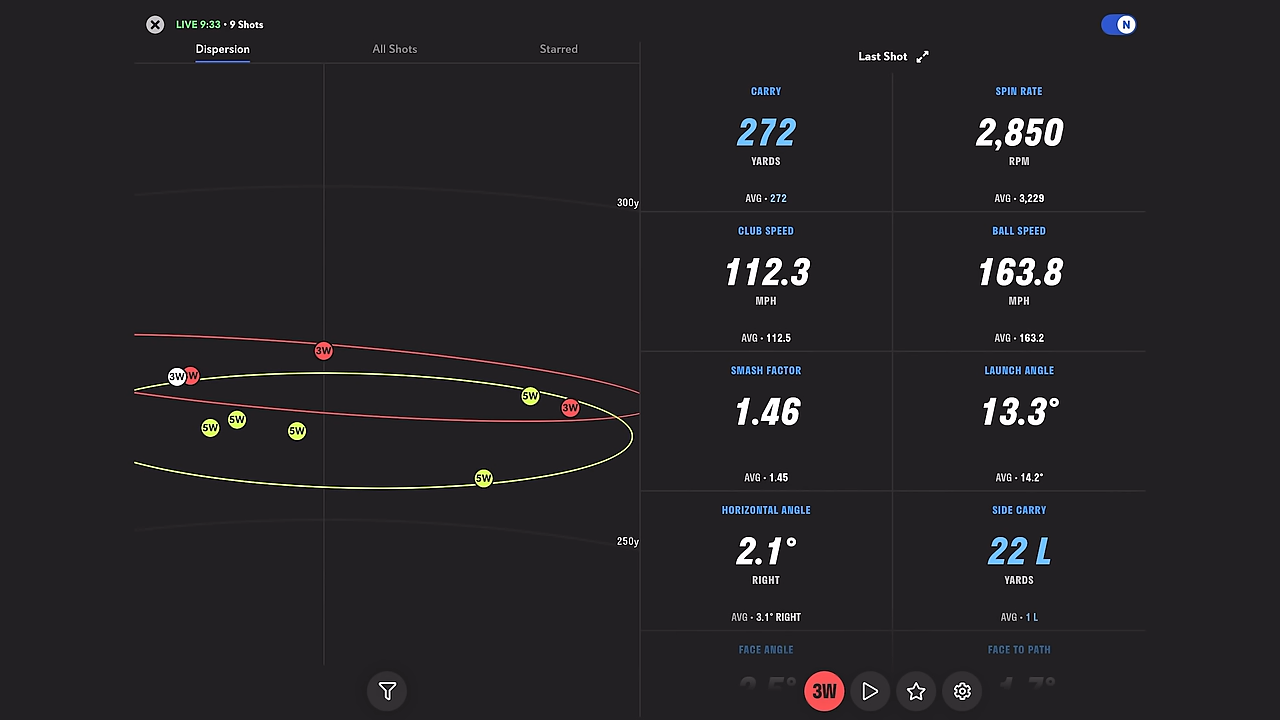 LIVE 9:33 • 9 Shots
N
Dispersion
All Shots
Starred
Last Shot
300y
250y
3W
3W
W
3W
5W
5W
5W
5W
5W
CARRY
272
YARDS
AVG • 272
SPIN RATE
2,850
RPM
AVG • 3,229
CLUB SPEED
112.3
MPH
AVG • 112.5
BALL SPEED
163.8
MPH
AVG • 163.2
SMASH FACTOR
1.46
AVG • 1.45
LAUNCH ANGLE
13.3°
AVG • 14.2°
HORIZONTAL ANGLE
2.1°
RIGHT
AVG • 3.1° RIGHT
SIDE CARRY
22 L
YARDS
AVG • 1 L
FACE ANGLE
FACE TO PATH
3W